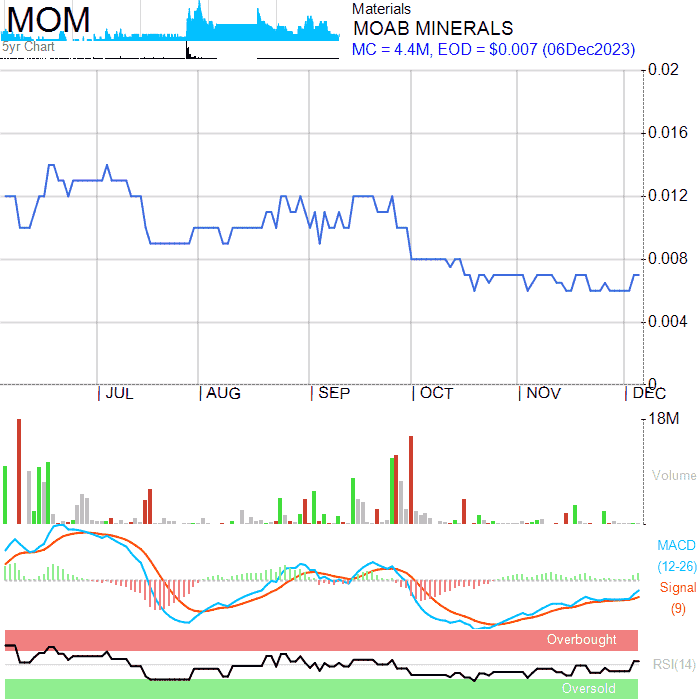 MOM
5yr Chart
Materials
MOAB MINERALS
MC = 4.4M, EOD = $0.007 (06Dec2023)
0.02
0.016
0.012
0.008
0.004
0
JUL AUG SEP OCT NOV DEC
18M
Volume
MACD
(12-26)
Signal
(9)
Overbought
RSI(14)
Oversold